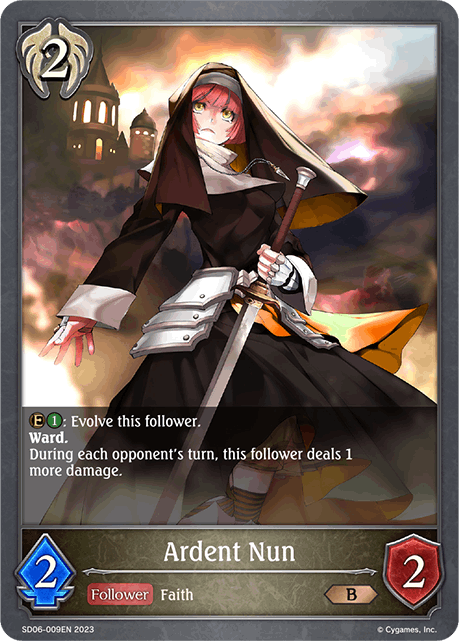 2
E 1: Evolve this follower.
Ward.
During each opponent's turn, this follower deals 1
more damage.
Ardent Nun
2
Follower Faith
B
2
SD06-009EN 2023
© Cygames, Inc.